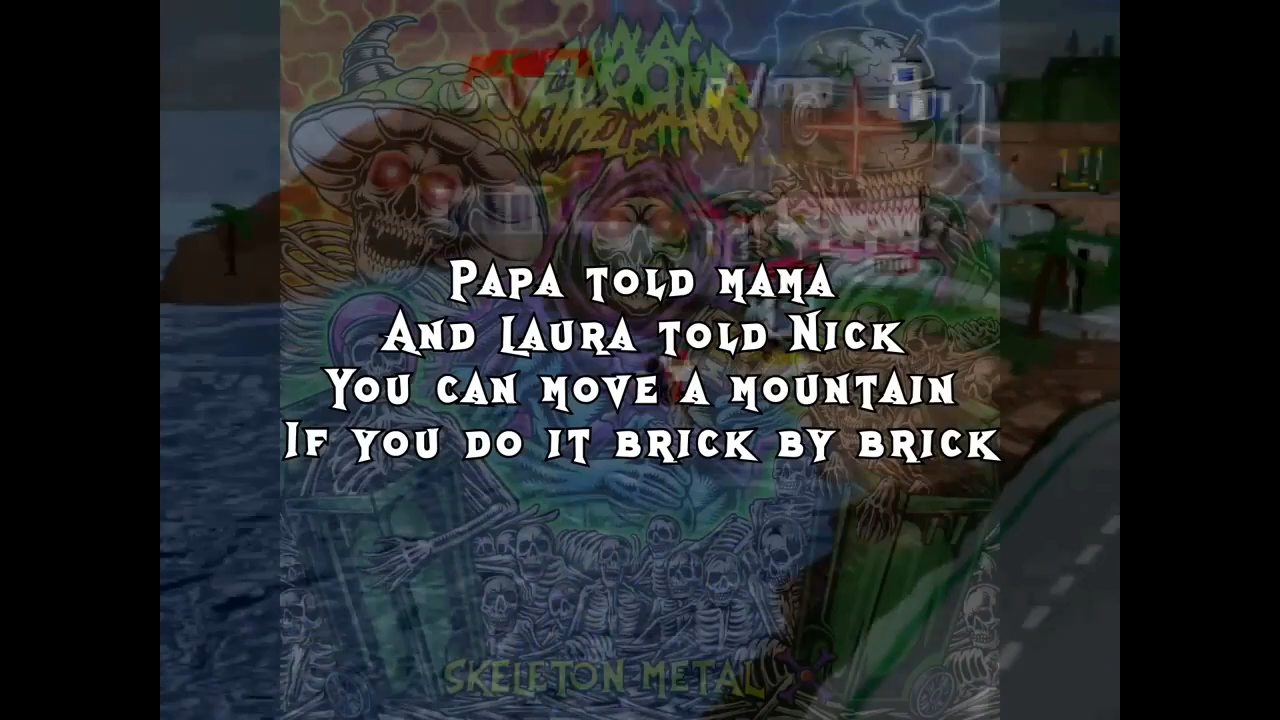 Papa told mama
And Laura told Nick
You can move a mountain
If you do it brick by brick
Skeleton Metal